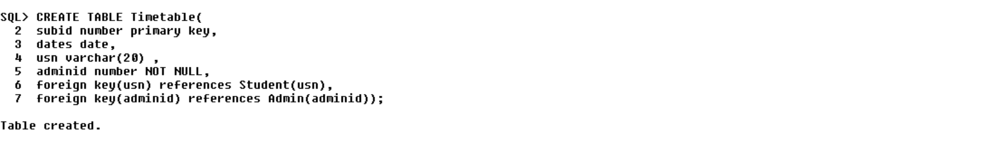 SQL> CREATE TABLE Timetable(
  2  subid number primary key,
  3  dates date,
  4  usn varchar(20) ,
  5  adminid number NOT NULL,
  6  foreign key(usn) references Student(usn),
  7  foreign key(adminid) references Admin(adminid));
Table created.